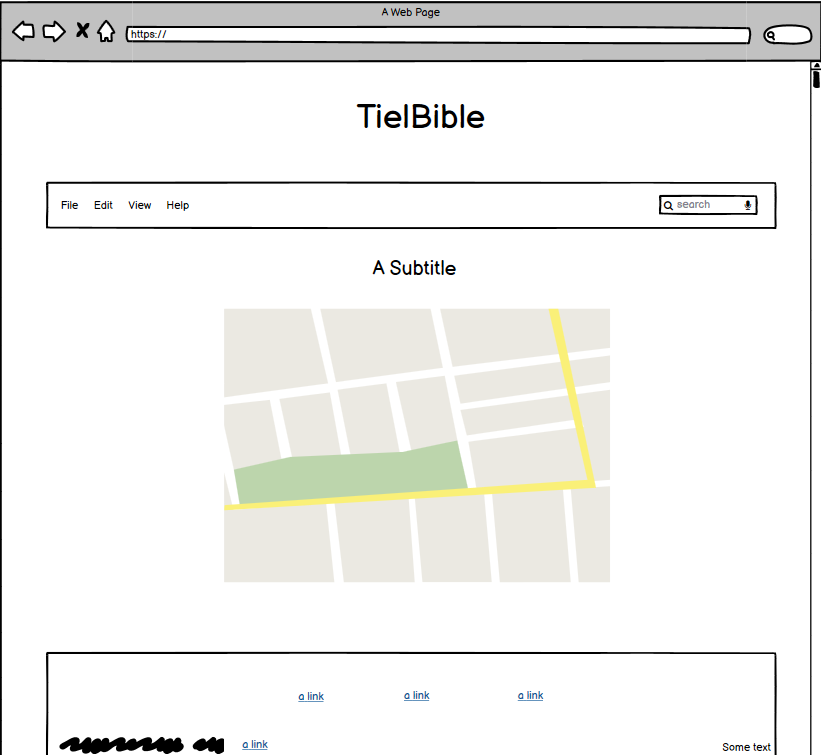 A Web Page
https://
TielBible
File Edit View Help
search
A Subtitle
a link a link a link
a link
Some text